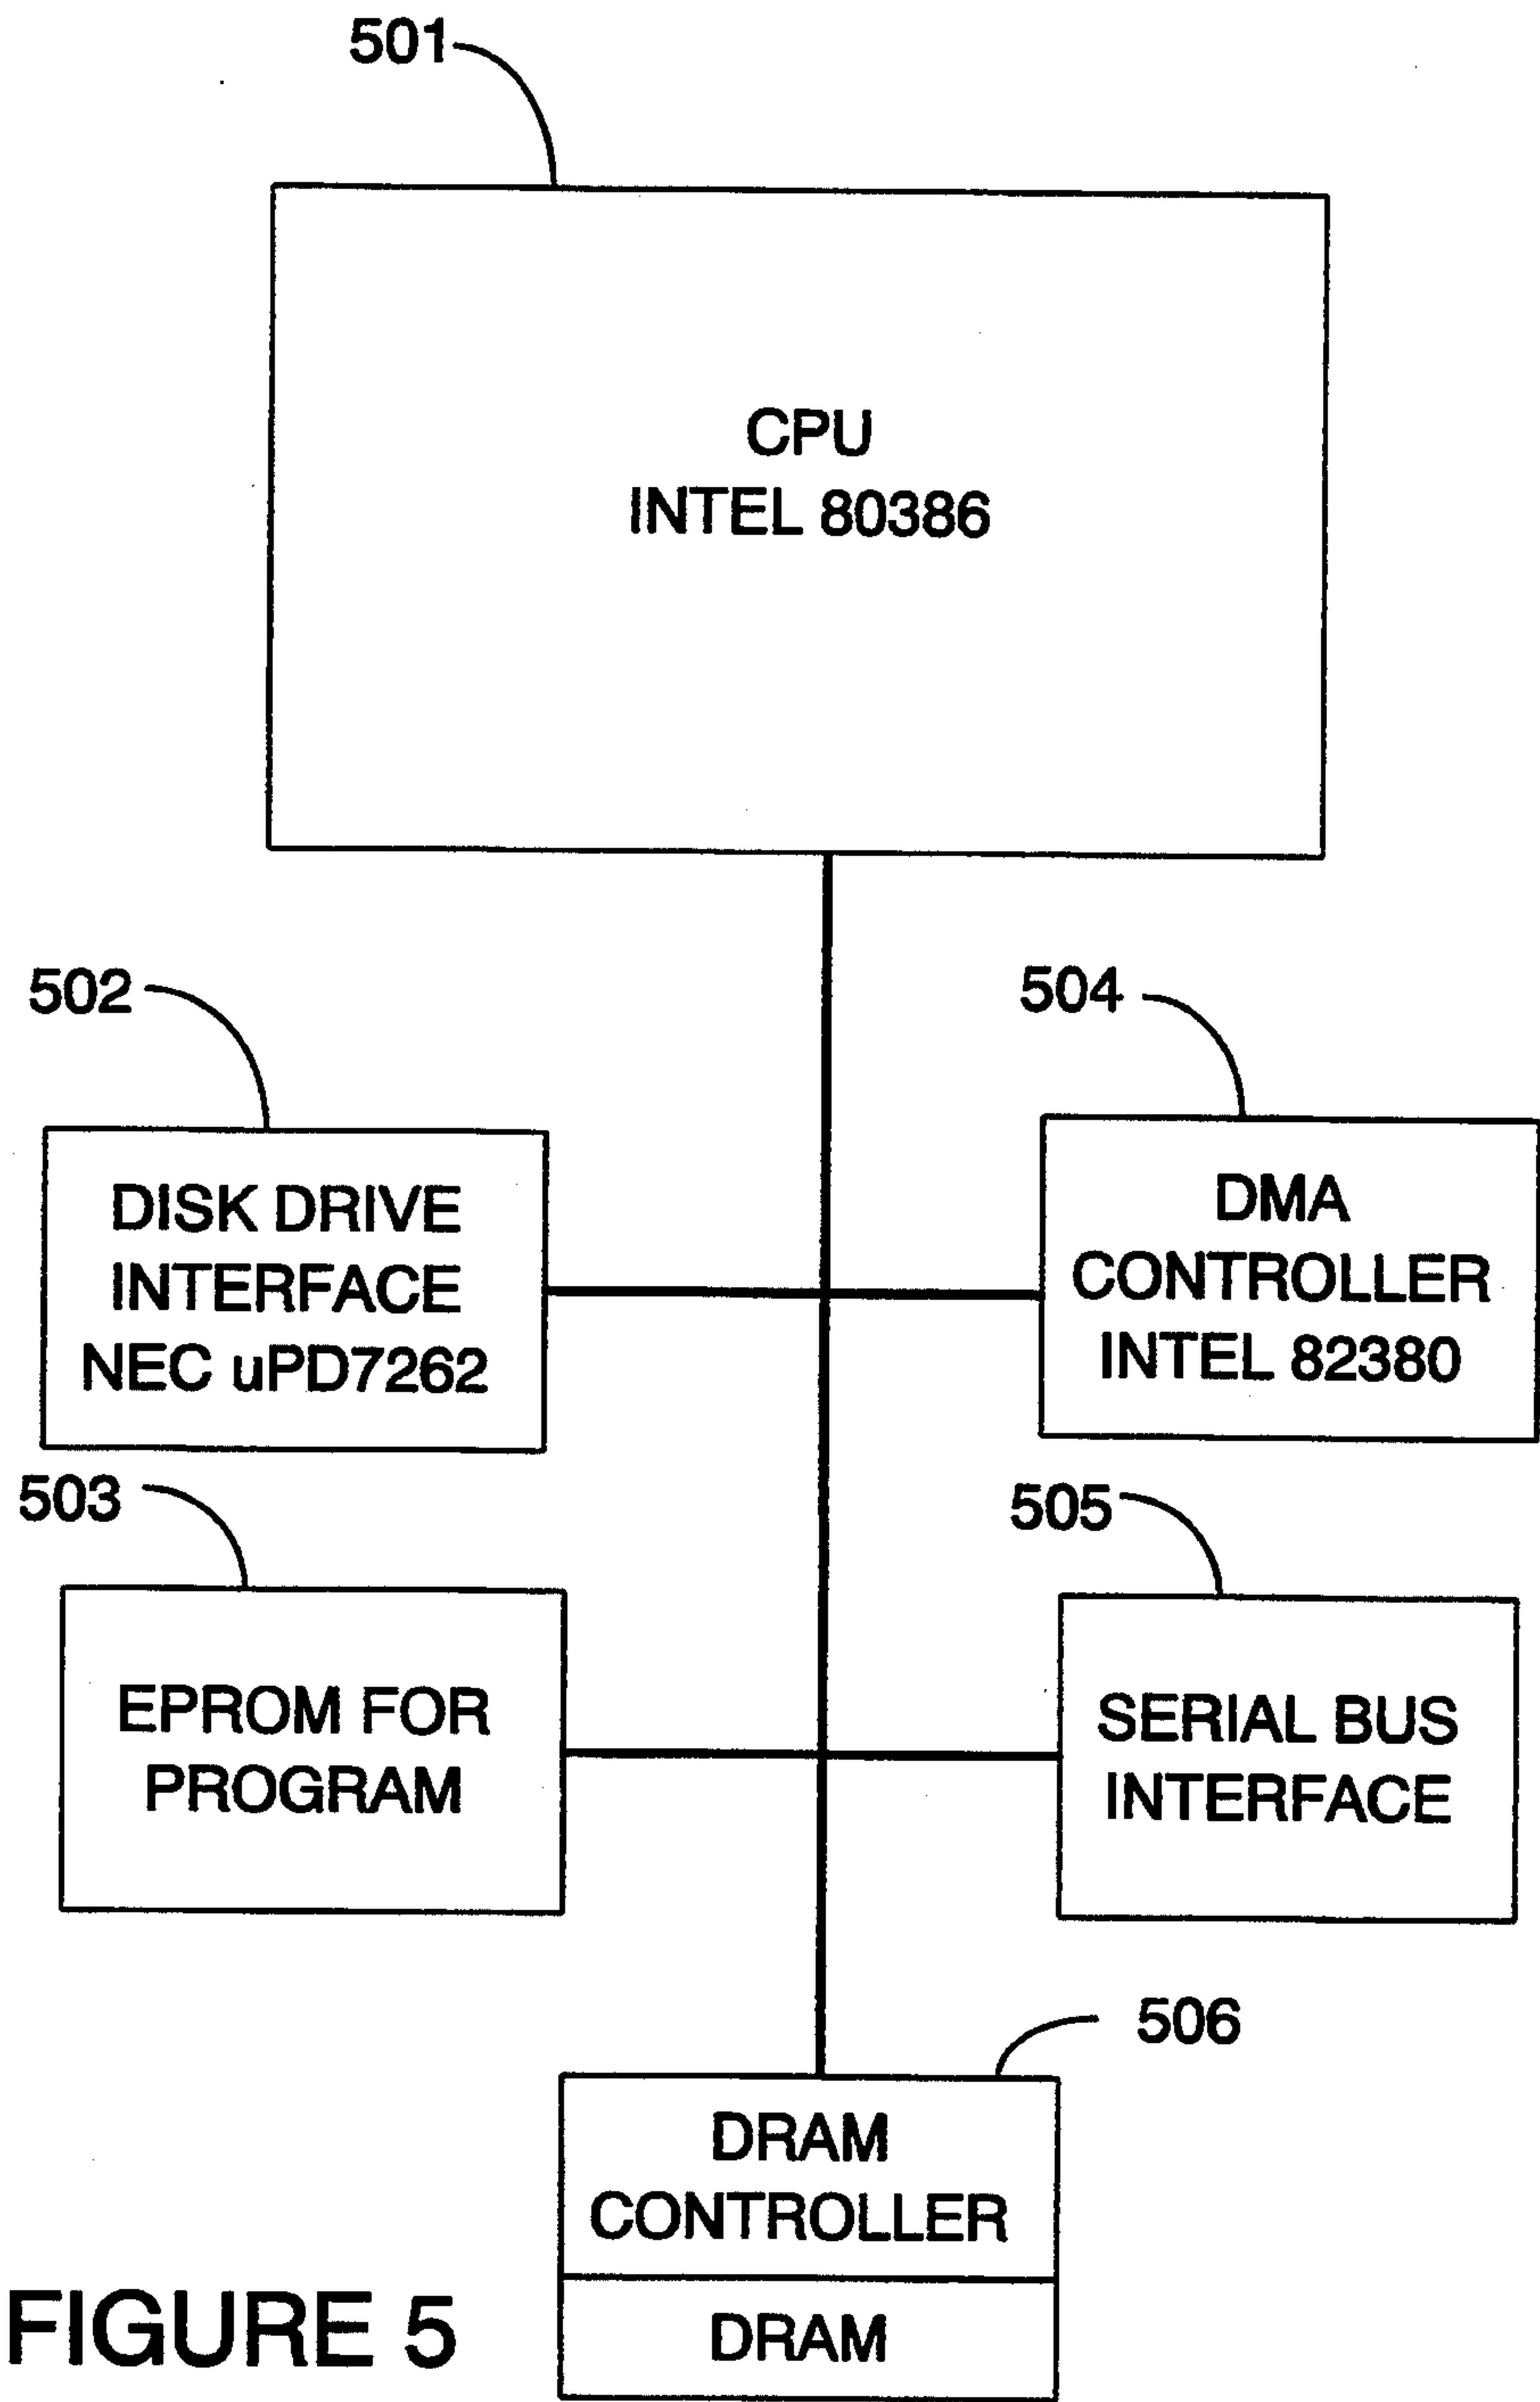 501
CPU
INTEL 80386
502
504
DISK DRIVE
INTERFACE
NEC uPD7262
DMA
CONTROLLER
INTEL 82380
503
505
EPROM FOR
PROGRAM
SERIAL BUS
INTERFACE
506
DRAM
CONTROLLER
DRAM
FIGURE 5